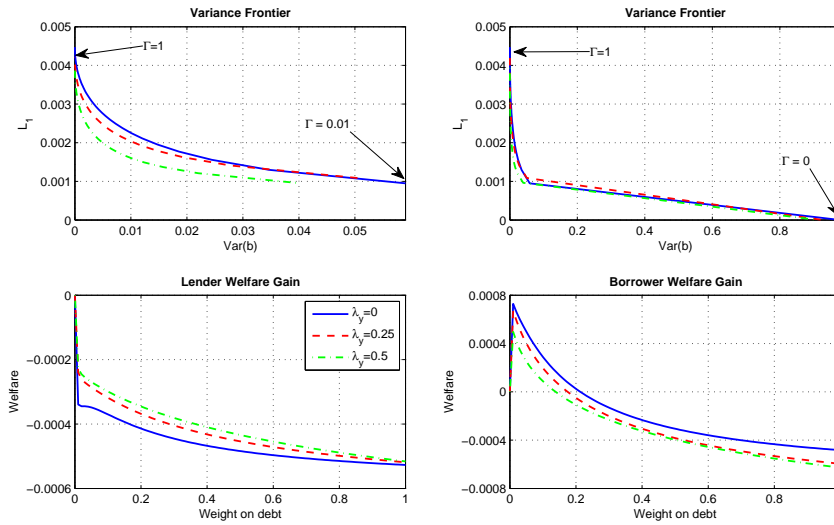 Variance Frontier
0.005
0.004
0.003
0.002
0.001
0
L1
Γ=1
Γ = 0.01
0 0.01 0.02 0.03 0.04 0.05
Var(b)
Variance Frontier
0.005
0.004
0.003
0.002
0.001
0
L1
Γ=1
Γ = 0
0 0.2 0.4 0.6 0.8
Var(b)
Lender Welfare Gain
0
−0.0002
−0.0004
−0.0006
Welfare
λy=0
λy=0.25
λy=0.5
0 0.2 0.4 0.6 0.8 1
Weight on debt
Borrower Welfare Gain
0.0008
0.0004
0
−0.0004
−0.0008
Welfare
0 0.2 0.4 0.6 0.8
Weight on debt